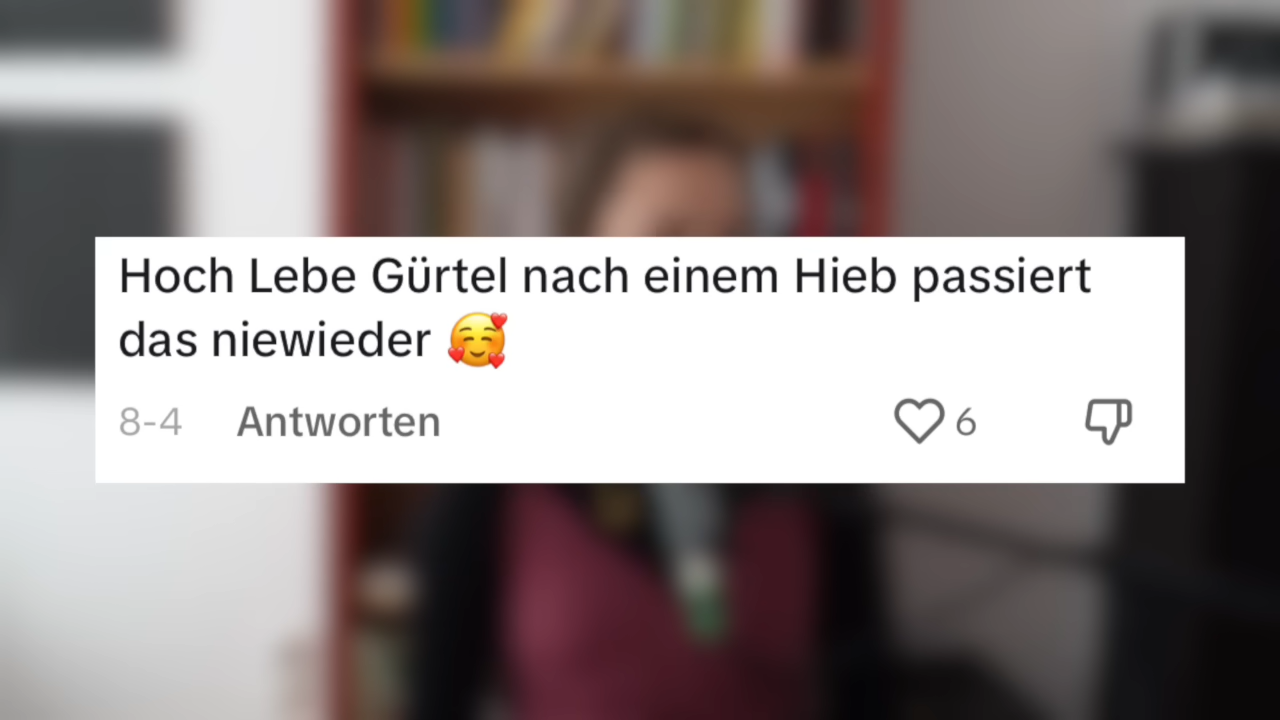 Hoch Lebe Gürtel nach einem Hieb passiert
das niewieder 🥰
8-4 Antworten 6